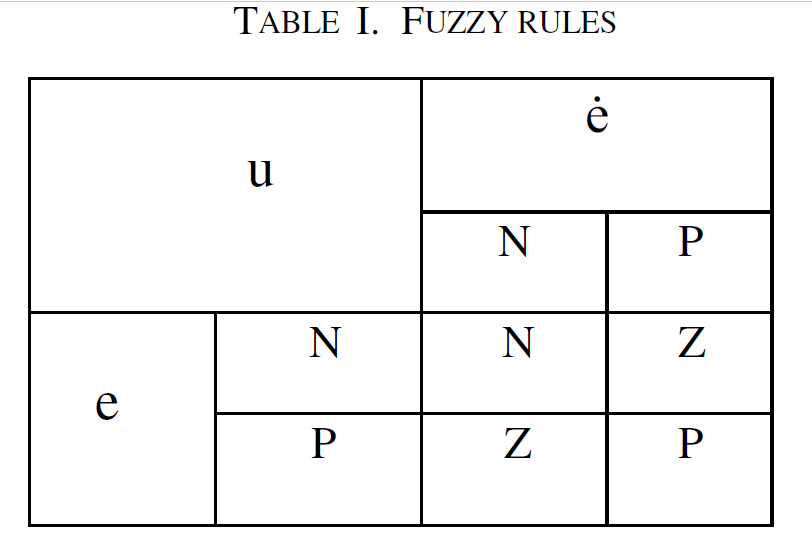 TABLE I. FUZZY RULES
u
ė
N P
N N Z
e
P Z P